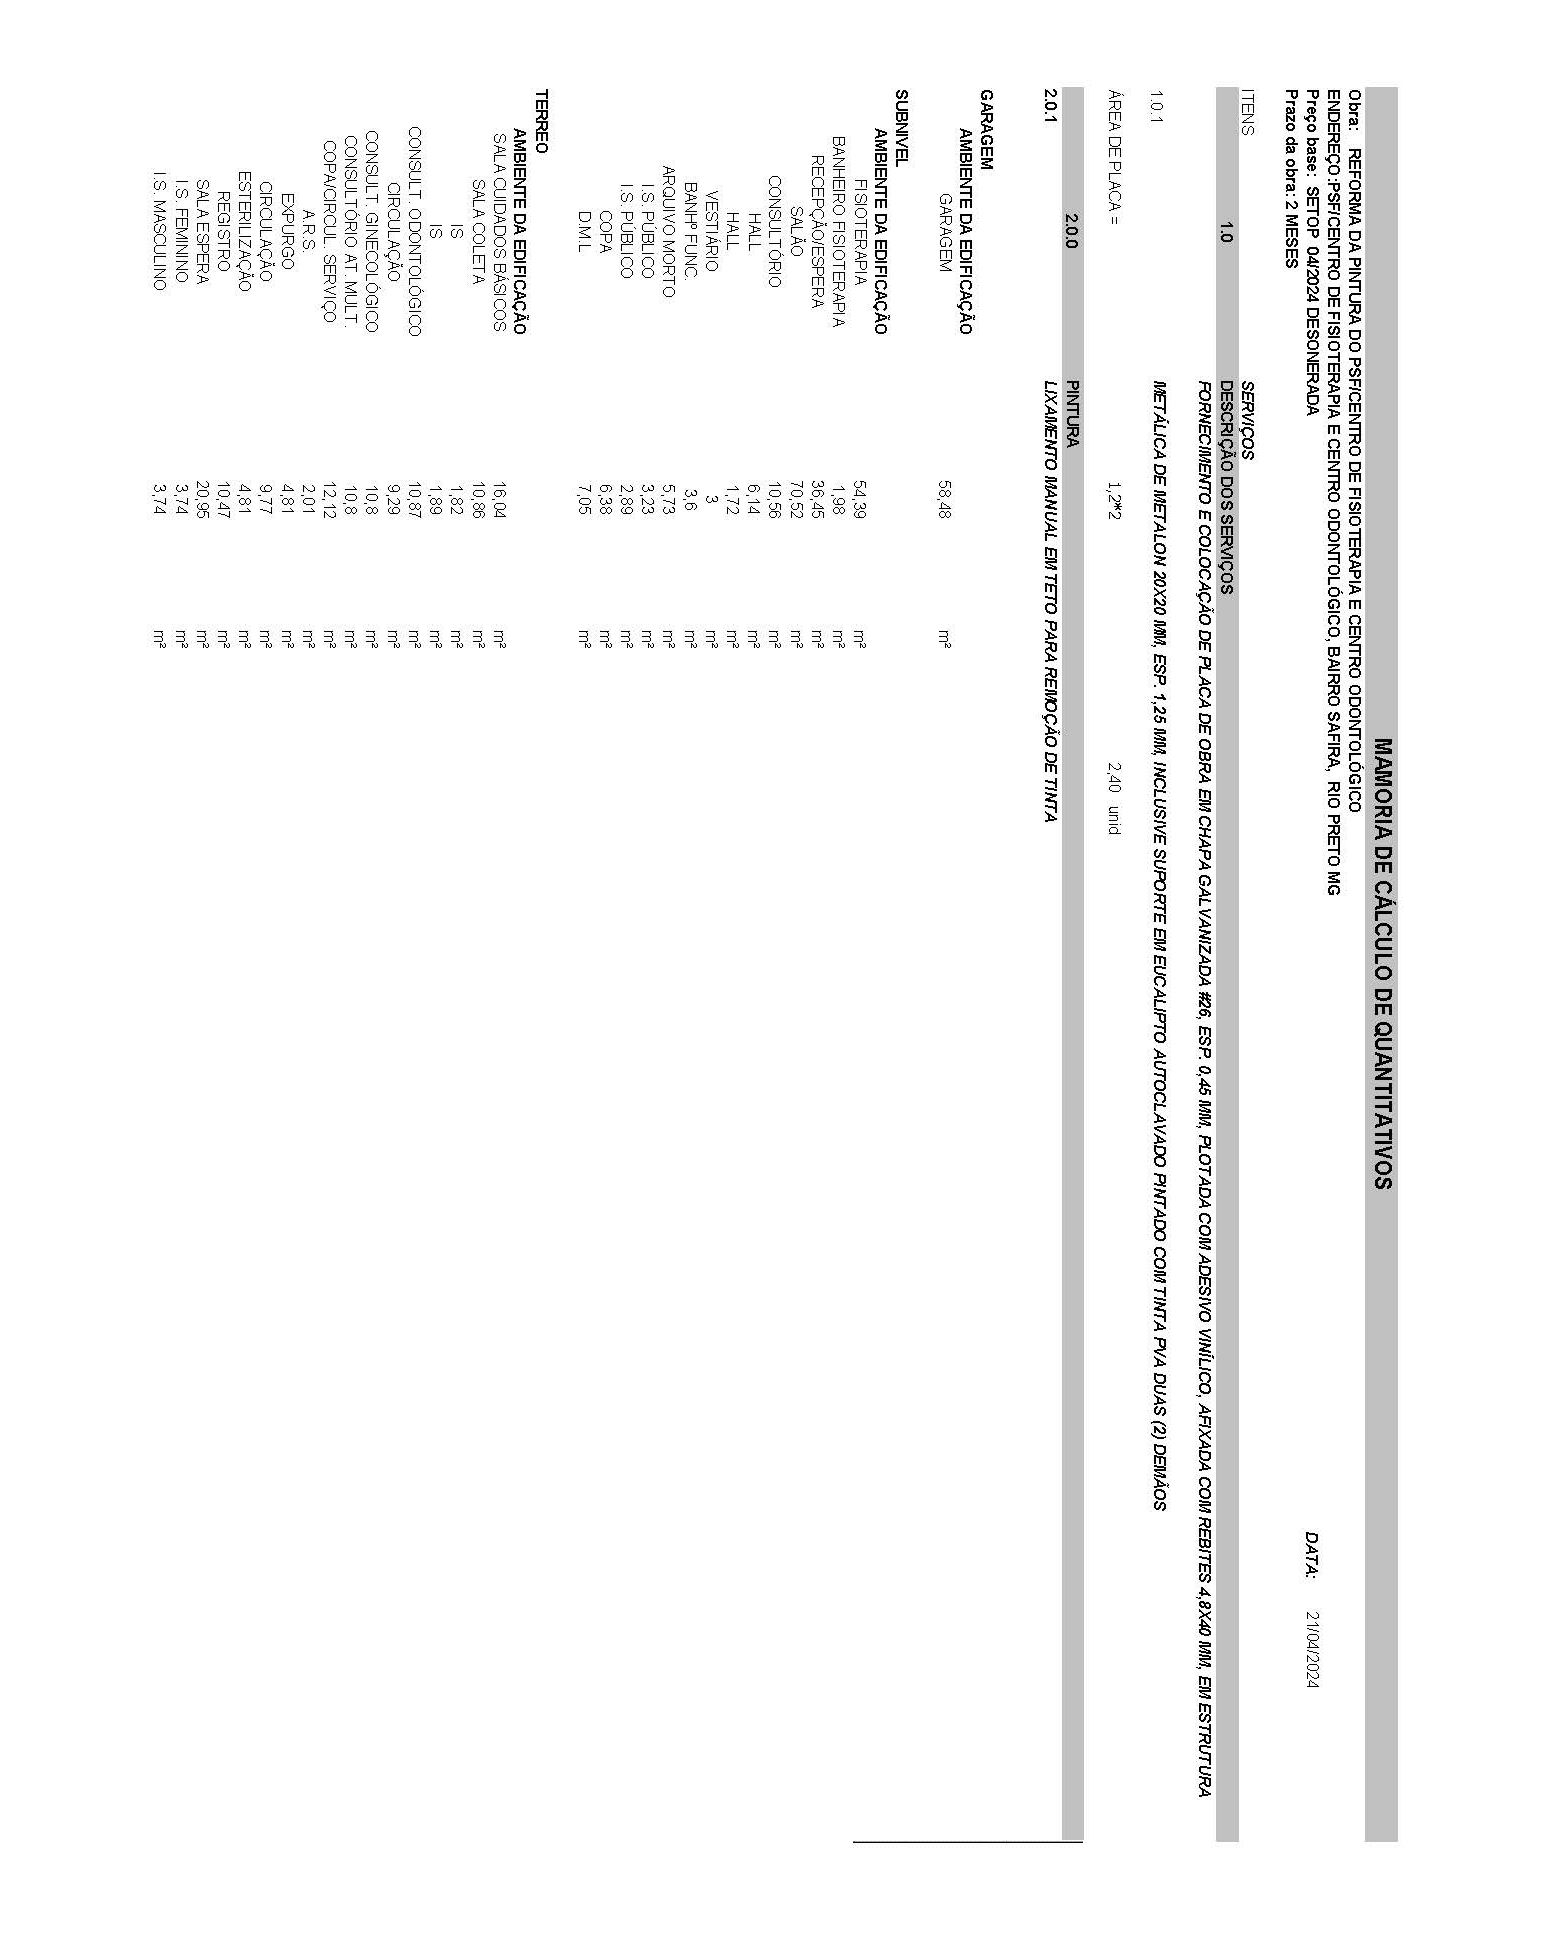 MAMORIA DE CÁLCULO DE QUANTITATIVOS
Obra: REFORMA DA PINTURA DO PSF/CENTRO DE FISIOTERAPIA E CENTRO ODONTOLÓGICO
ENDEREÇO:PSF/CENTRO DE FISIOTERAPIA E CENTRO ODONTOLÓGICO, BAIRRO SAFIRA, RIO PRETO MG
Preço base: SETOP 04/2024 DESONERADA DATA: 21/04/2024
Prazo da obra: 2 MESES
ITENS SERVIÇOS
1.0 DESCRIÇÃO DOS SERVIÇOS
FORNECIMENTO E COLOCAÇÃO DE PLACA DE OBRA EM CHAPA GALVANIZADA #26, ESP. 0,45 MM, PLOTADA COM ADESIVO VINÍLICO, AFIXADA COM REBITES 4,8X40 MM, EM ESTRUTURA
1.0.1 METÁLICA DE METALON 20X20 MM, ESP. 1,25 MM, INCLUSIVE SUPORTE EM EUCALIPTO AUTOCLAVADO PINTADO COM TINTA PVA DUAS (2) DEMÃOS
ÁREA DE PLACA = 1,2*2 2,40 unid
2.0.0 PINTURA
2.0.1 LIXAMENTO MANUAL EM TETO PARA REMOÇÃO DE TINTA
GARAGEM
AMBIENTE DA EDIFICAÇÃO
GARAGEM 58,48 m²
SUBNIVEL
AMBIENTE DA EDIFICAÇÃO
FISIOTERAPIA 54,39 m²
BANHEIRO FISIOTERAPIA 1,98 m²
RECEPÇÃO/ESPERA 36,45 m²
SALÃO 70,52 m²
CONSULTÓRIO 10,56 m²
HALL 6,14 m²
HALL 1,72 m²
VESTIÁRIO 3 m²
BANHº FUNC. 3,6 m²
ARQUIVO MORTO 5,73 m²
I.S. PÚBLICO 3,23 m²
I.S. PÚBLICO 2,89 m²
COPA 6,38 m²
D.M.L 7,05 m²
TERREO
AMBIENTE DA EDIFICAÇÃO
SALA CUIDADOS BÁSICOS 16,04 m²
SALA COLETA 10,86 m²
IS 1,82 m²
IS 1,89 m²
CONSULT. ODONTOLÓGICO 10,87 m²
CIRCULAÇÃO 9,29 m²
CONSULT. GINECOLÓGICO 10,8 m²
CONSULTÓRIO AT. MULT. 10,8 m²
COPA/CIRCUL. SERVIÇO 12,12 m²
A.R.S. 2,01 m²
EXPURGO 4,81 m²
CIRCULAÇÃO 9,77 m²
ESTERILIZAÇÃO 4,81 m²
REGISTRO 10,47 m²
SALA ESPERA 20,95 m²
I.S. FEMININO 3,74 m²
I.S. MASCULINO 3,74 m²